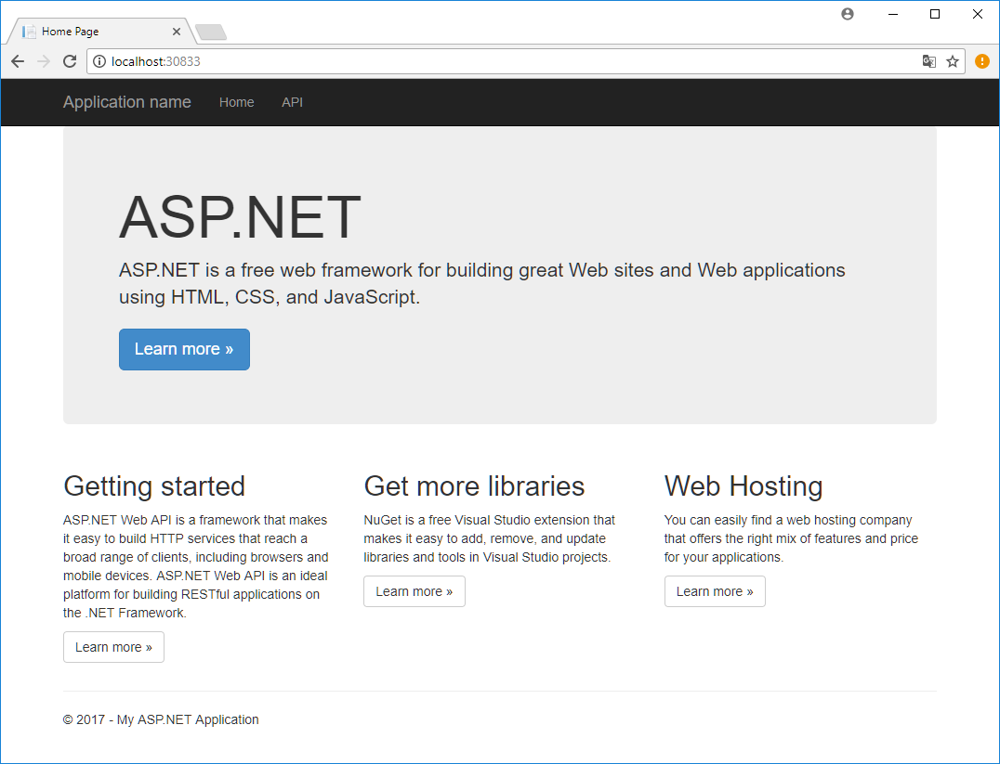 Home Page
localhost:30833
Application name Home API
ASP.NET
ASP.NET is a free web framework for building great Web sites and Web applications
using HTML, CSS, and JavaScript.
Learn more »
Getting started
ASP.NET Web API is a framework that makes
it easy to build HTTP services that reach a
broad range of clients, including browsers and
mobile devices. ASP.NET Web API is an ideal
platform for building RESTful applications on
the .NET Framework.
Learn more »
Get more libraries
NuGet is a free Visual Studio extension that
makes it easy to add, remove, and update
libraries and tools in Visual Studio projects.
Learn more »
Web Hosting
You can easily find a web hosting company
that offers the right mix of features and price
for your applications.
Learn more »
© 2017 - My ASP.NET Application